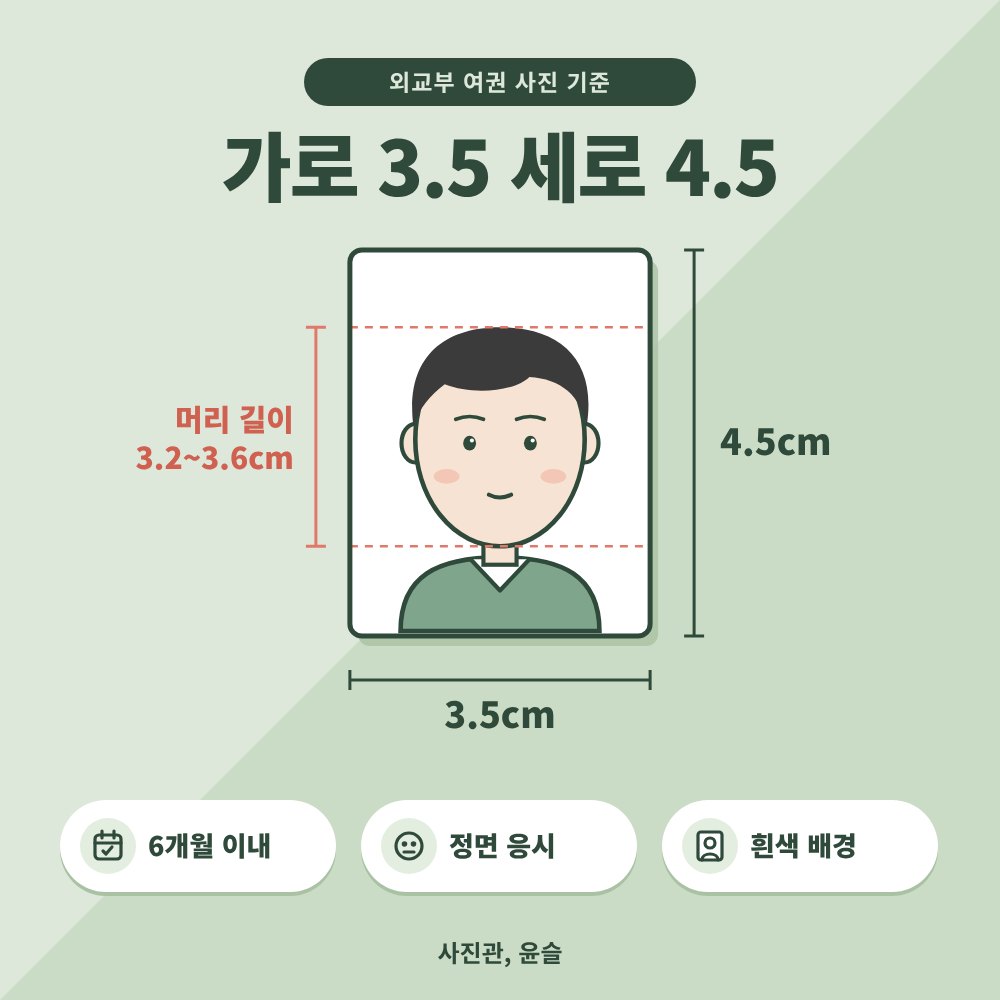 외교부 여권 사진 기준
가로 3.5 세로 4.5
머리 길이
3.2~3.6cm
4.5cm
3.5cm
6개월 이내
정면 응시
흰색 배경
사진관, 윤슬